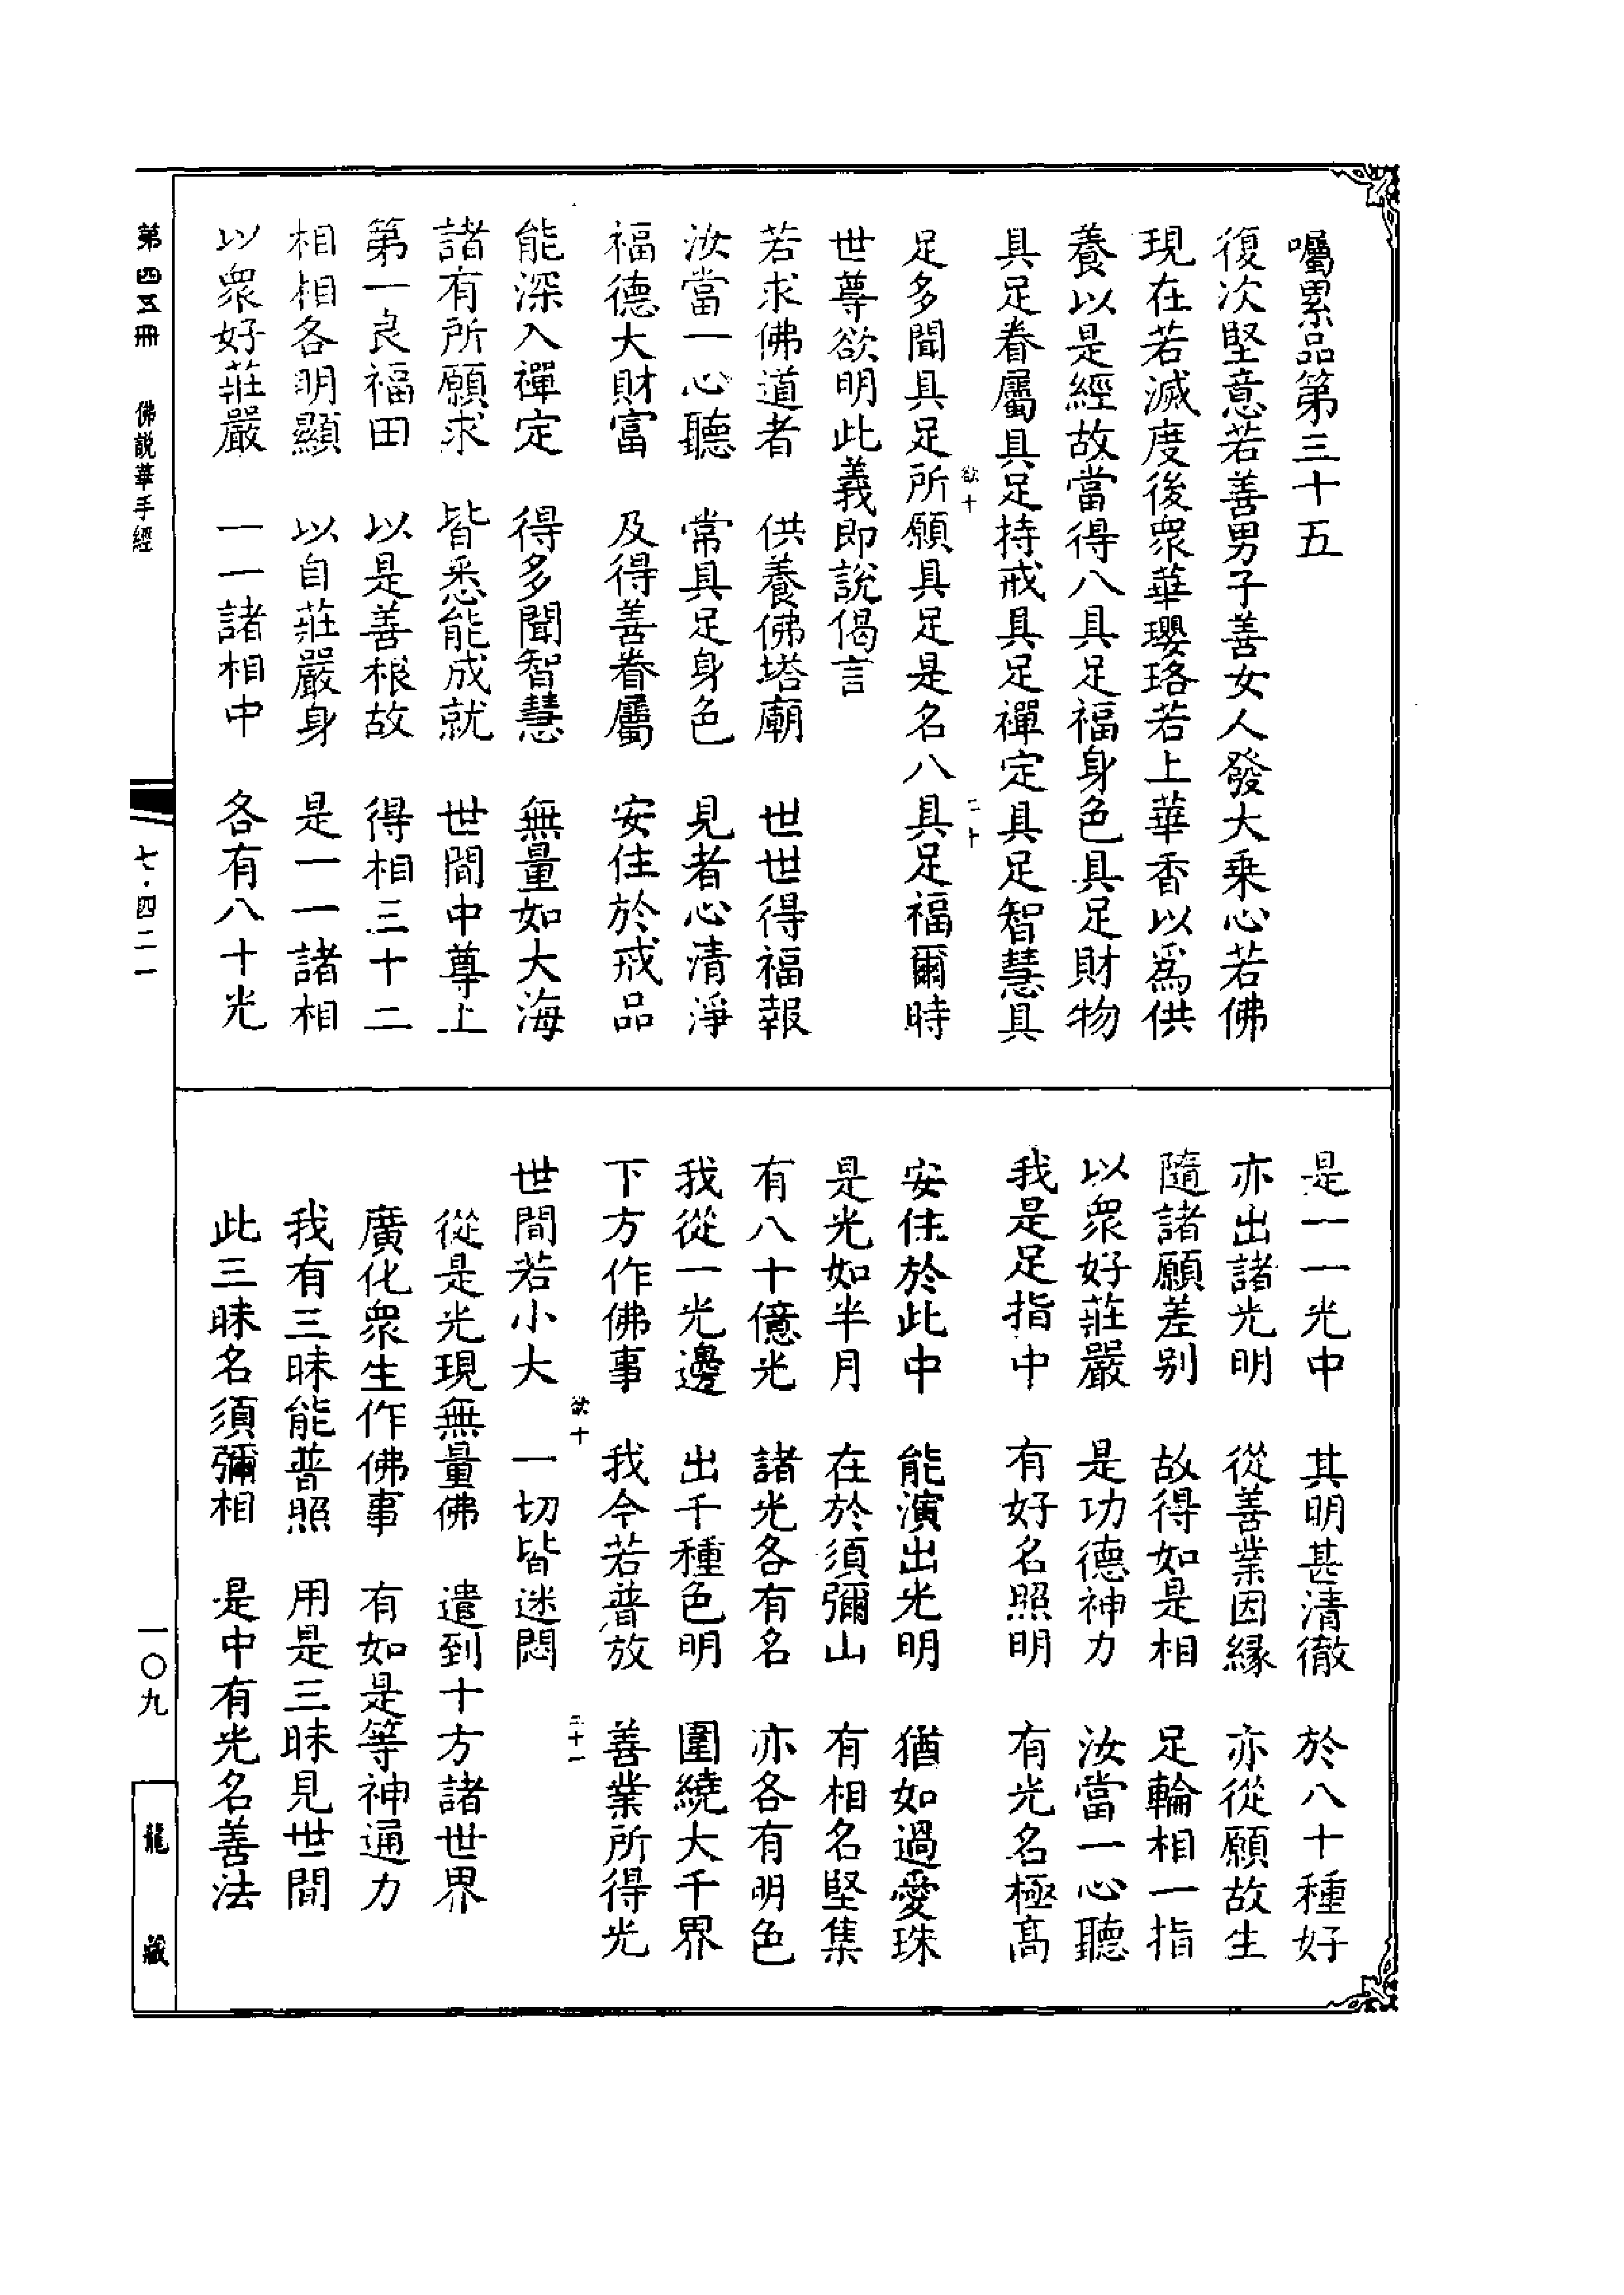 囑累品第三十五
復次堅意若善男子善女人發大乘心若佛
現在若滅度後衆華瓔珞若上華香以爲供
養以是經故當得八具足福身色具足財物
具足眷屬具足持戒具足禪定具足智慧具
足多聞具足所願具足是名八具足福爾時
欲十
二十
世尊欲明此義即說偈言
若求佛道者 供養佛塔廟 世世得福報
汝當一心聽 常具足身色 見者心清淨
福德大財富 及得善眷屬 安住於戒品
能深入禪定 得多聞智慧 無量如大海
諸有所願求 皆悉能成就 世間中尊上
第一良福田 以是善根故 得相三十二
相相各明顯 以自莊嚴身 是一一諸相
以衆好莊嚴 一一諸相中 各有八十光
是一一光中 其明甚清徹 於八十種好
亦出諸光明 從善業因緣 亦從願故生
隨諸願差别 故得如是相 足輪相一指
以衆好莊嚴 是功德神力 汝當一心聽
我是足指中 有好名照明 有光名極高
安住於此中 能演出光明 猶如過愛珠
是光如半月 在於須彌山 有相名堅集
有八十億光 諸光各有名 亦各有明色
我從一光邊 出千種色明 圍繞大千界
下方作佛事 我今若普放 善業所得光
欲十
二十一
世間若小大 一切皆迷悶
從是光現無量佛 遣到十方諸世界
廣化衆生作佛事 有如是等神通力
我有三昧能普照 用是三昧見世間
此三昧名須彌相 是中有光名善法
第四五冊 佛説華手經
七·四二一
一〇九
龍藏